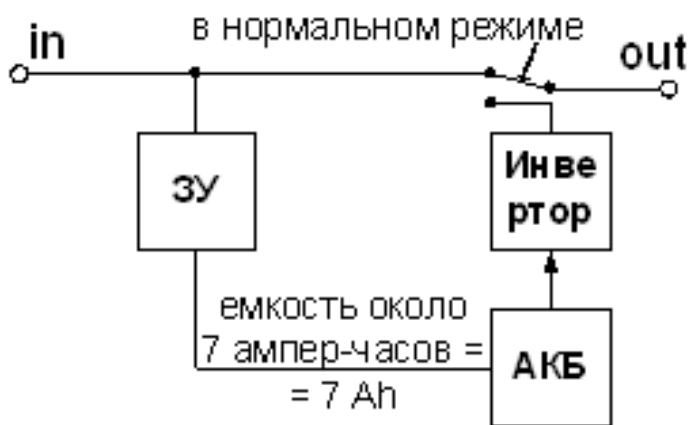 in
в нормальном режиме
out
ЗУ
Инве
ртор
емкость около
7 ампер-часов =
= 7 Ah
АКБ